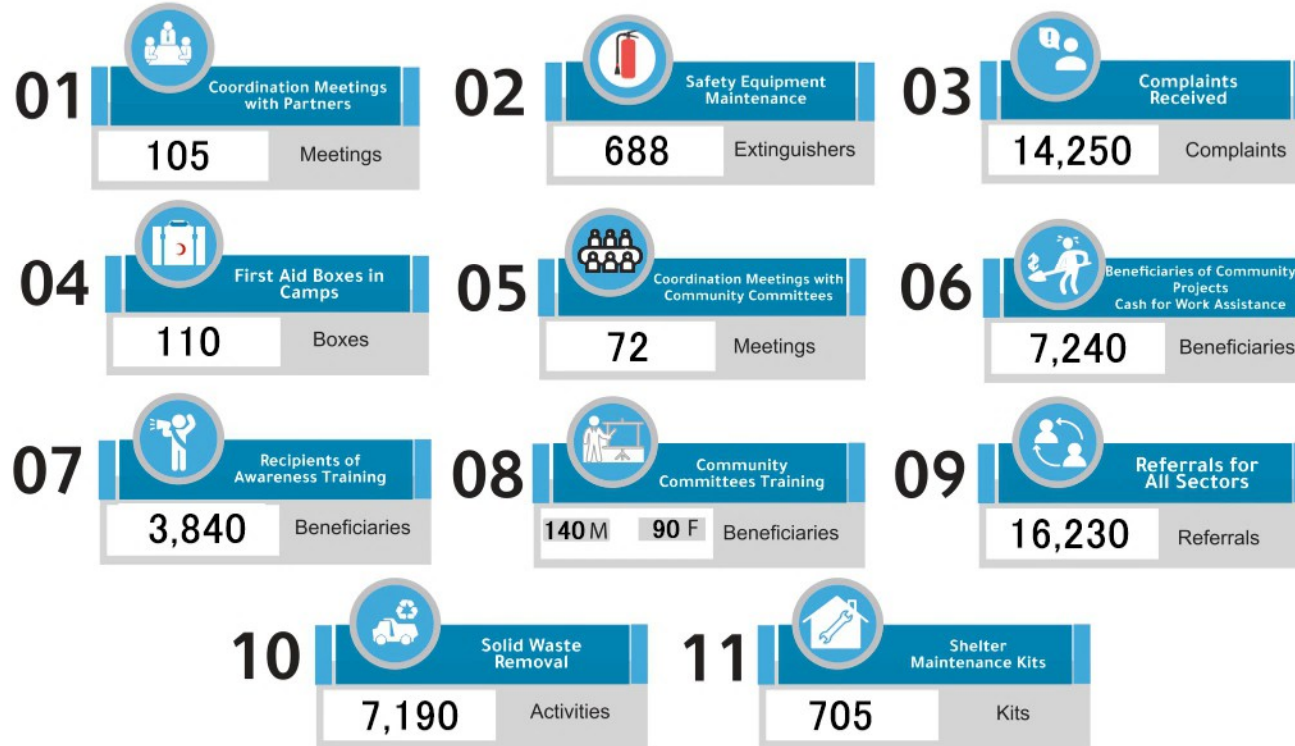 01
Coordination Meetings
with Partners
105 Meetings
02
Safety Equipment
Maintenance
688 Extinguishers
03
Complaints
Received
14,250 Complaints
04
First Aid Boxes in
Camps
110 Boxes
05
Coordination Meetings with
Community Committees
72 Meetings
06
Beneficiaries of Community
Projects
Cash for Work Assistance
7,240 Beneficiaries
07
Recipients of
Awareness Training
3,840 Beneficiaries
08
Community
Committees Training
140 M 90 F Beneficiaries
09
Referrals for
All Sectors
16,230 Referrals
10
Solid Waste
Removal
7,190 Activities
11
Shelter
Maintenance Kits
705 Kits